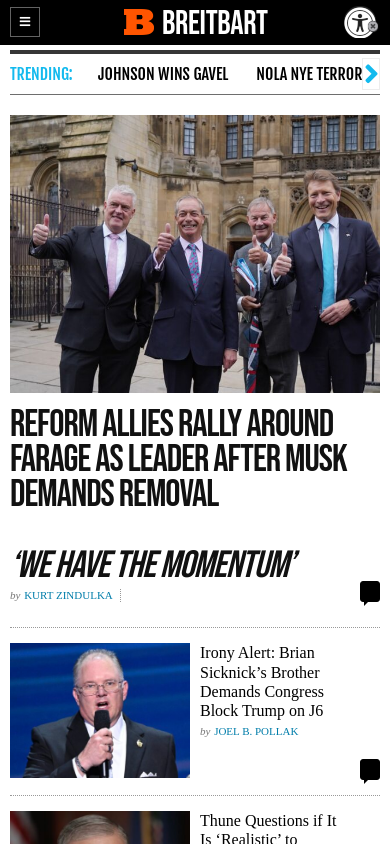 BREITBART
TRENDING: JOHNSON WINS GAVEL NOLA NYE TERROR
REFORM ALLIES RALLY AROUND
FARAGE AS LEADER AFTER MUSK
DEMANDS REMOVAL
‘WE HAVE THE MOMENTUM’
by KURT ZINDULKA
Irony Alert: Brian
Sicknick’s Brother
Demands Congress
Block Trump on J6
by JOEL B. POLLAK
Thune Questions if It
Is ‘Realistic’ to